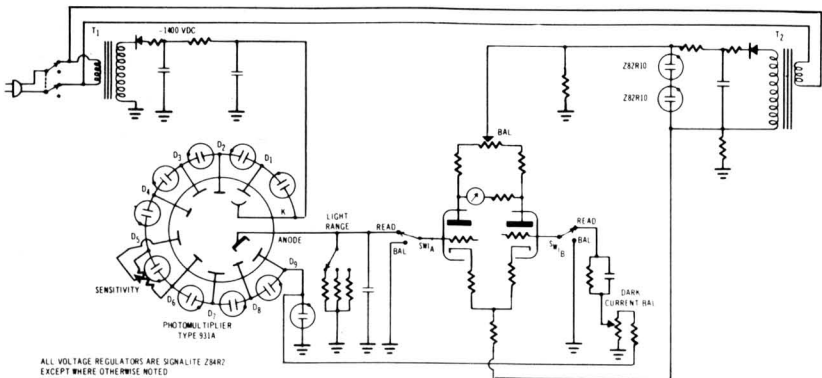 T1
-1400 VDC
T2
Z82R10
Z82R10
BAL
D2
D3
D1
D4
K
D5
ANODE
LIGHT
RANGE
READ
BAL
SW1A
READ
BAL
SW1B
D9
SENSITIVITY
D6
D7
D8
DARK
CURRENT BAL
PHOTOMULTIPLIER
TYPE 931A
ALL VOLTAGE REGULATORS ARE SIGNALITE Z84R2
EXCEPT WHERE OTHERWISE NOTED